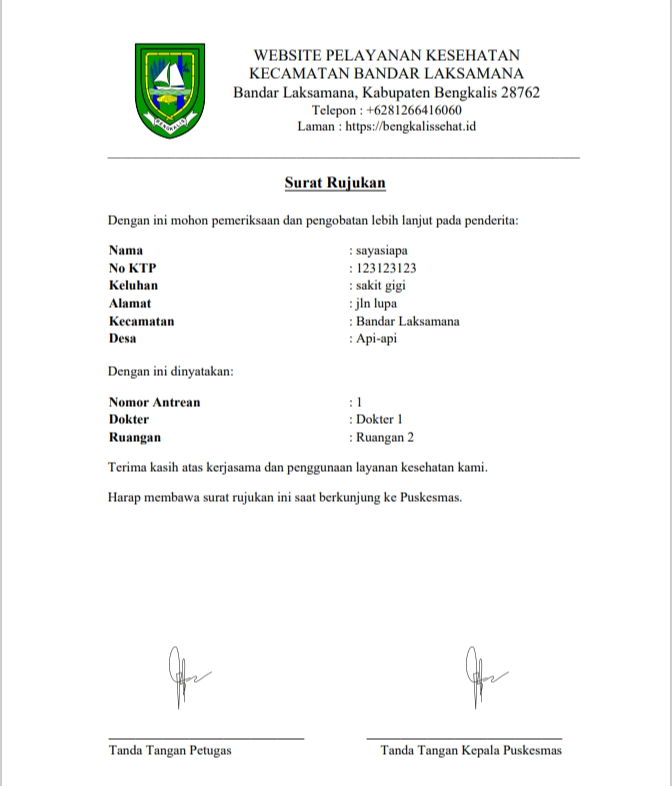 BENGKALIS
WEBSITE PELAYANAN KESEHATAN
KECAMATAN BANDAR LAKSAMANA
Bandar Laksamana, Kabupaten Bengkalis 28762
Telepon : +6281266416060
Laman : https://bengkalissehat.id
Surat Rujukan
Dengan ini mohon pemeriksaan dan pengobatan lebih lanjut pada penderita:
Nama : sayasiapa
No KTP : 123123123
Keluhan : sakit gigi
Alamat : jln lupa
Kecamatan : Bandar Laksamana
Desa : Api-api
Dengan ini dinyatakan:
Nomor Antrean : 1
Dokter : Dokter 1
Ruangan : Ruangan 2
Terima kasih atas kerjasama dan penggunaan layanan kesehatan kami.
Harap membawa surat rujukan ini saat berkunjung ke Puskesmas.
Tanda Tangan Petugas Tanda Tangan Kepala Puskesmas